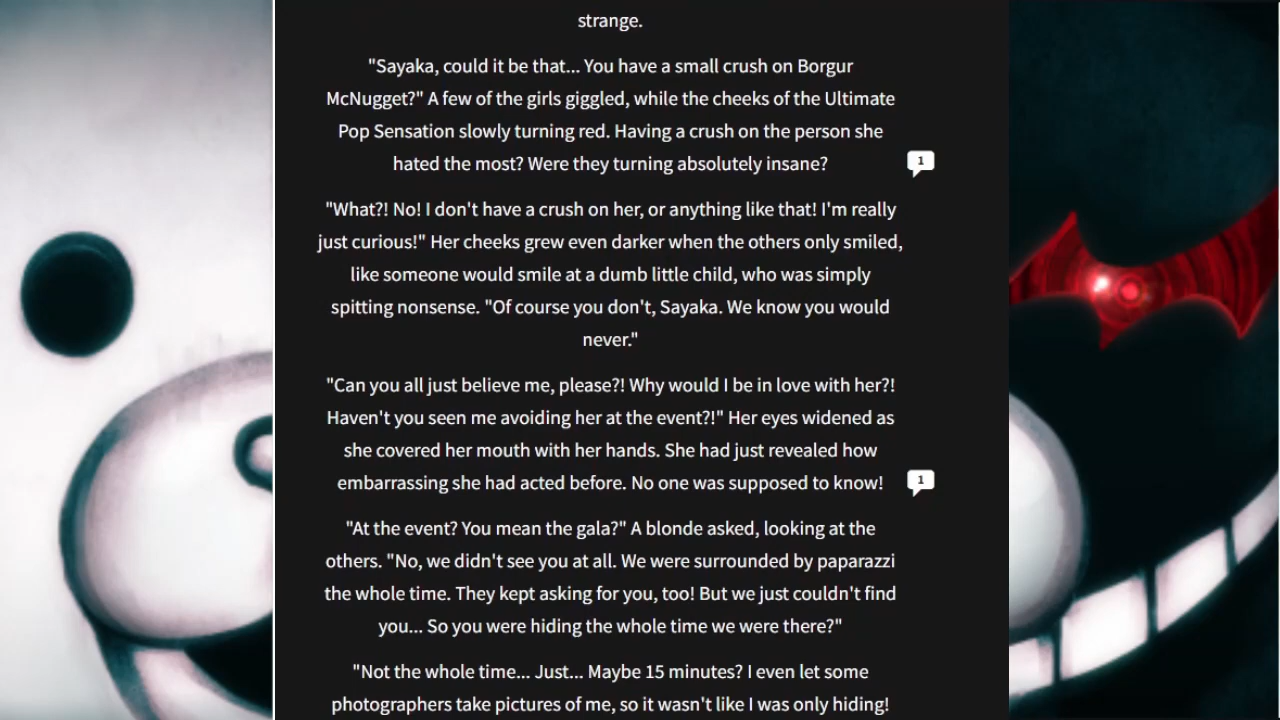 strange.
"Sayaka, could it be that... You have a small crush on Borgur
McNugget?" A few of the girls giggled, while the cheeks of the Ultimate
Pop Sensation slowly turning red. Having a crush on the person she
hated the most? Were they turning absolutely insane?
1
"What?! No! I don't have a crush on her, or anything like that! I'm really
just curious!" Her cheeks grew even darker when the others only smiled,
like someone would smile at a dumb little child, who was simply
spitting nonsense. "Of course you don't, Sayaka. We know you would
never."
"Can you all just believe me, please?! Why would I be in love with her?!
Haven't you seen me avoiding her at the event?!" Her eyes widened as
she covered her mouth with her hands. She had just revealed how
embarrassing she had acted before. No one was supposed to know!
1
"At the event? You mean the gala?" A blonde asked, looking at the
others. "No, we didn't see you at all. We were surrounded by paparazzi
the whole time. They kept asking for you, too! But we just couldn't find
you... So you were hiding the whole time we were there?"
"Not the whole time... Just... Maybe 15 minutes? I even let some
photographers take pictures of me, so it wasn't like I was only hiding!